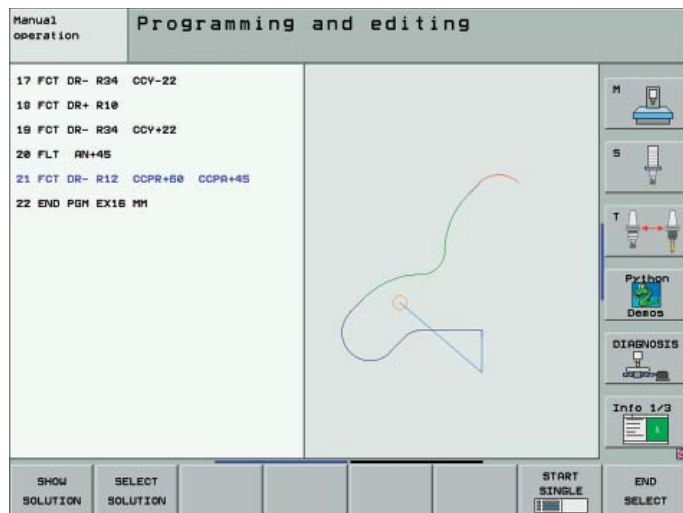 Manual
operation
Programming and editing
17 FCT DR- R34 CCY-22
18 FCT DR+ R10
19 FCT DR- R34 CCY+22
20 FLT AN+45
21 FCT DR- R12 CCPR+60 CCPA+45
22 END PGM EX16 MM
M
S
T
Python
Demos
DIAGNOSIS
Info 1/3
SHOW
SOLUTION
SELECT
SOLUTION
START
SINGLE
END
SELECT